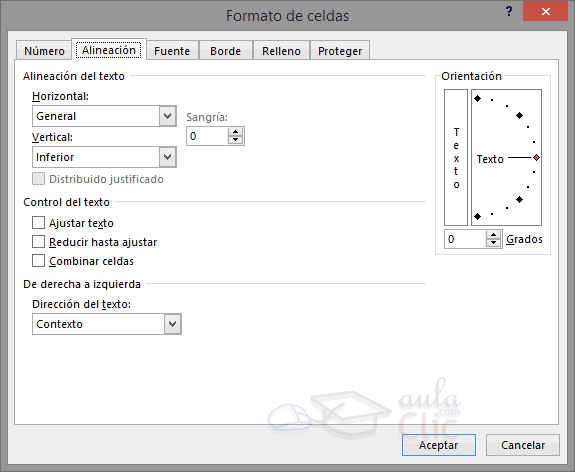 Formato de celdas
?
Número Alineación Fuente Borde Relleno Proteger
Alineación del texto
Horizontal:
General
Sangría:
0
Vertical:
Inferior
Distribuido justificado
Control del texto
Ajustar texto
Reducir hasta ajustar
Combinar celdas
De derecha a izquierda
Dirección del texto:
Contexto
Orientación
Texto
Texto
0 Grados
aula
.com
Clic
Aceptar Cancelar